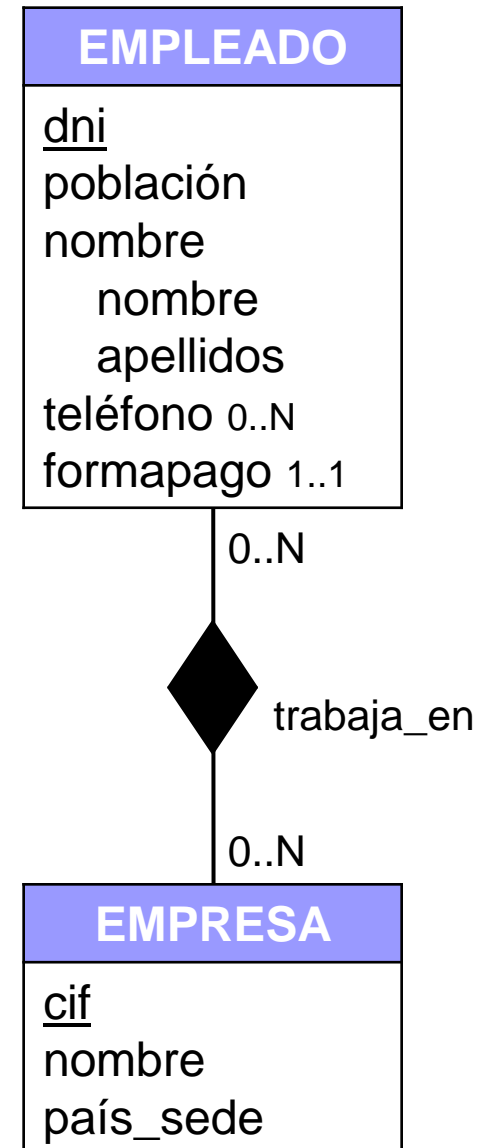 EMPLEADO
dni
población
nombre
nombre
apellidos
teléfono 0..N
formapago 1..1
0..N
trabaja_en
0..N
EMPRESA
cif
nombre
país_sede